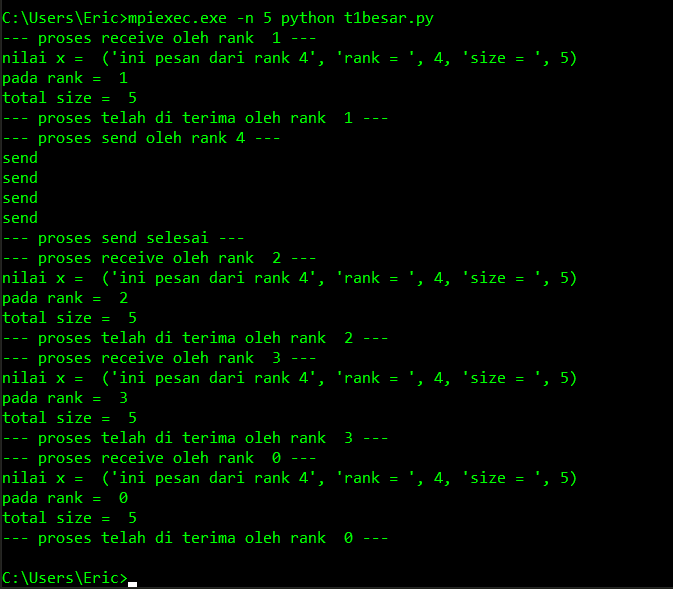 C:\Users\Eric>mpiexec.exe -n 5 python t1besar.py
--- proses receive oleh rank  1 ---
nilai x =  ('ini pesan dari rank 4', 'rank = ', 4, 'size = ', 5)
pada rank =  1
total size =  5
--- proses telah di terima oleh rank  1 ---
--- proses send oleh rank 4 ---
send
send
send
send
--- proses send selesai ---
--- proses receive oleh rank  2 ---
nilai x =  ('ini pesan dari rank 4', 'rank = ', 4, 'size = ', 5)
pada rank =  2
total size =  5
--- proses telah di terima oleh rank  2 ---
--- proses receive oleh rank  3 ---
nilai x =  ('ini pesan dari rank 4', 'rank = ', 4, 'size = ', 5)
pada rank =  3
total size =  5
--- proses telah di terima oleh rank  3 ---
--- proses receive oleh rank  0 ---
nilai x =  ('ini pesan dari rank 4', 'rank = ', 4, 'size = ', 5)
pada rank =  0
total size =  5
--- proses telah di terima oleh rank  0 ---
C:\Users\Eric>